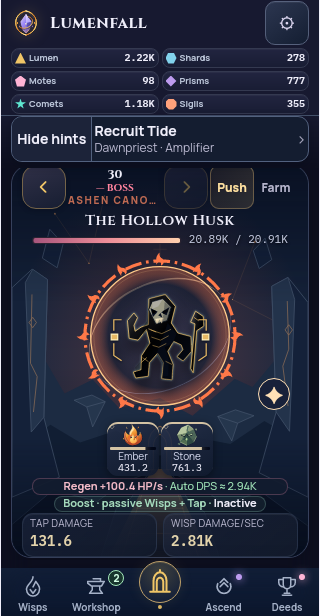 LUMENFALL
Lumen 2.22K
Shards 278
Motes 98
Prisms 777
Comets 1.18K
Sigils 355
Hide hints
Recruit Tide
Dawnpriest · Amplifier
30
— BOSS
ASHEN CANO...
Push
Farm
THE HOLLOW HUSK
20.89K / 20.91K
Ember
431.2
Stone
761.3
Regen +100.4 HP/s · Auto DPS ≈ 2.94K
Boost · passive Wisps + Tap · Inactive
TAP DAMAGE
131.6
WISP DAMAGE/SEC
2.81K
Wisps
Workshop
2
Ascend
Deeds